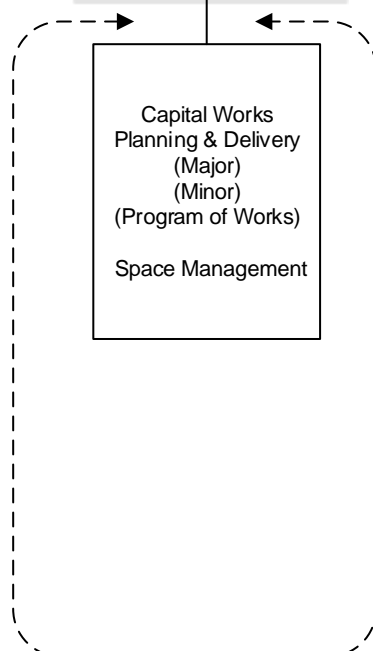 Capital Works
Planning & Delivery
(Major)
(Minor)
(Program of Works)
Space Management